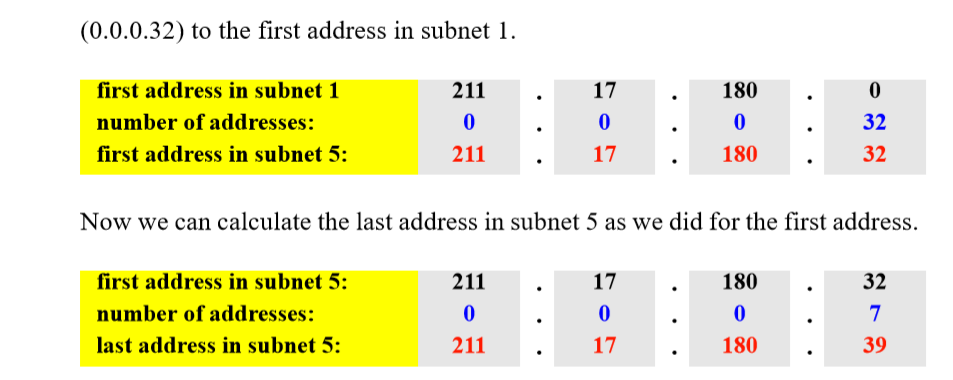 (0.0.0.32) to the first address in subnet 1.
first address in subnet 1 211 . 17 . 180 . 0
number of addresses: 0 . 0 . 0 . 32
first address in subnet 5: 211 . 17 . 180 . 32
Now we can calculate the last address in subnet 5 as we did for the first address.
first address in subnet 5: 211 . 17 . 180 . 32
number of addresses: 0 . 0 . 0 . 7
last address in subnet 5: 211 . 17 . 180 . 39